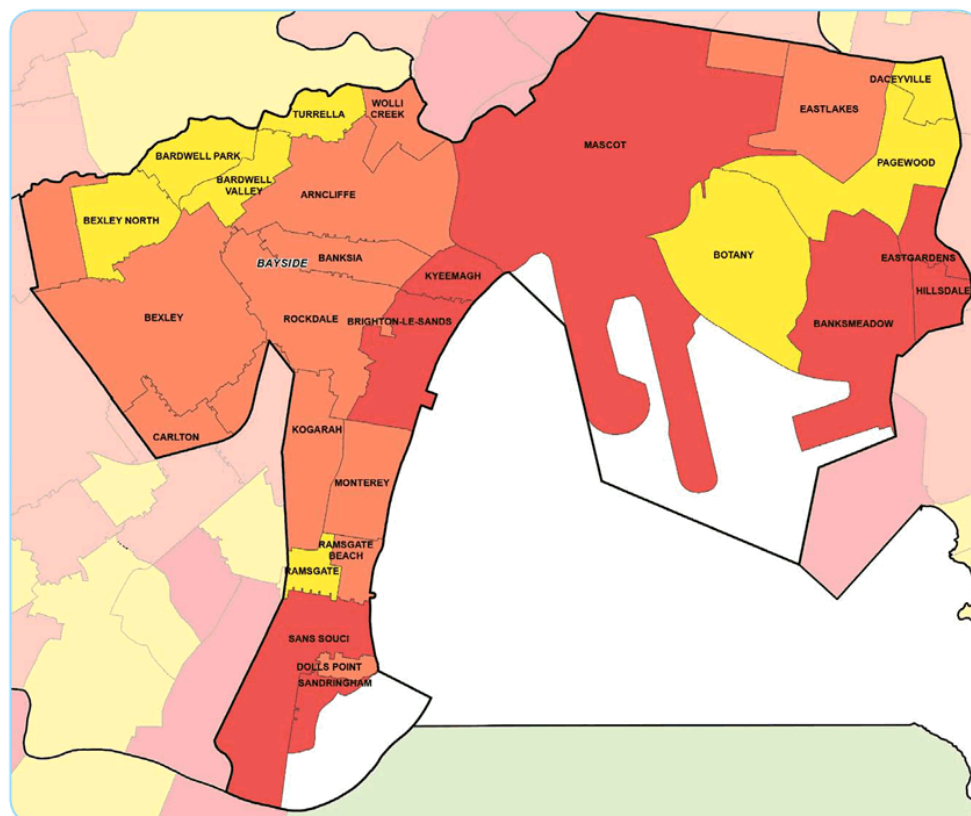 DACEYVILLE
WOLLI
CREEK
EASTLAKES
TURRELLA
MASCOT
BARDWELL PARK
PAGEWOOD
BARDWELL
VALLEY
ARNCLIFFE
BEXLEY NORTH
BOTANY
BANKSIA
EASTGARDENS
BAYSIDE
KYEEMAGH
HILLSDALE
BEXLEY
ROCKDALE
BRIGHTON-LE-SANDS
BANKSMEADOW
KOGARAH
CARLTON
MONTEREY
RAMSGATE
BEACH
RAMSGATE
SANS SOUCI
DOLLS POINT
SANDRINGHAM